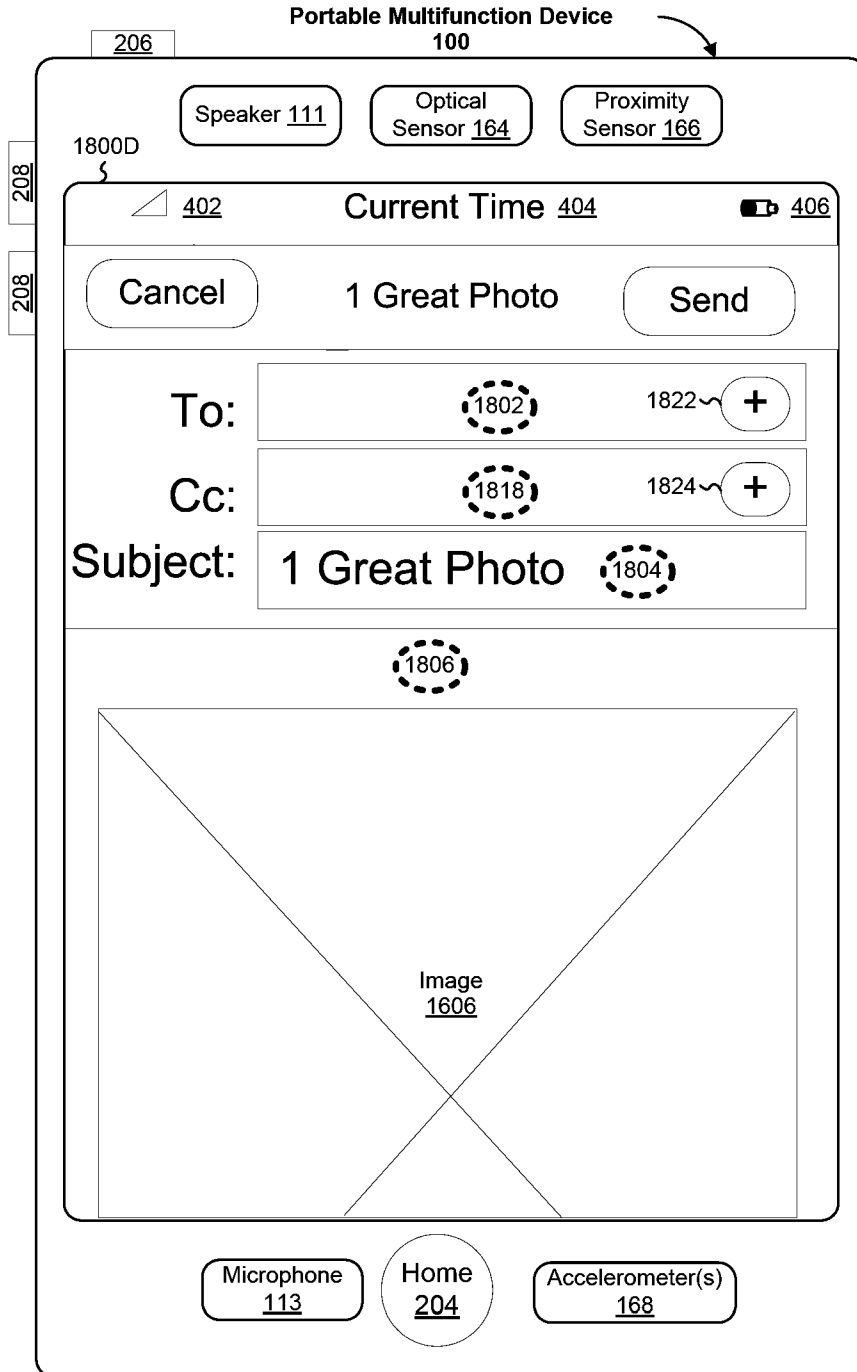 Portable Multifunction Device
100
206
Speaker 111
Optical
Sensor 164
Proximity
Sensor 166
1800D
208
208
402
Current Time 404
406
Cancel
1 Great Photo
Send
To:
1802
1822
+
Cc:
1818
1824
+
Subject:
1 Great Photo
1804
1806
Image
1606
Microphone
113
Home
204
Accelerometer(s)
168